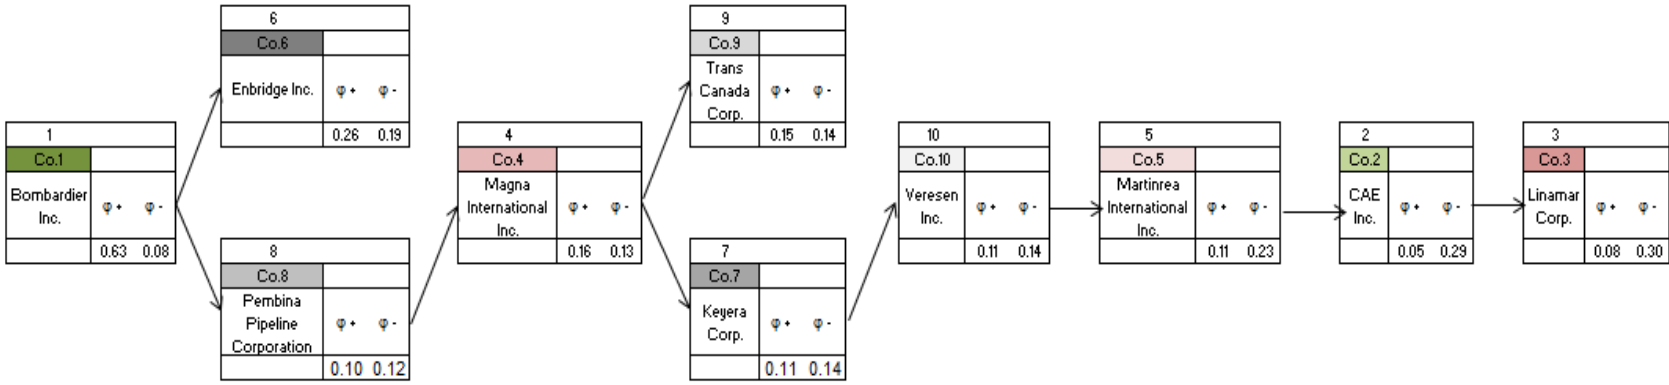 1
Co.1
Bombardier
Inc.
φ + φ -
0.63 0.08
6
Co.6
Enbridge Inc.
φ + φ -
0.26 0.19
8
Co.8
Pembina
Pipeline
Corporation
φ + φ -
0.10 0.12
4
Co.4
Magna
International
Inc.
φ + φ -
0.16 0.13
9
Co.9
Trans
Canada
Corp.
φ + φ -
0.15 0.14
7
Co.7
Keyera
Corp.
φ + φ -
0.11 0.14
10
Co.10
Veresen
Inc.
φ + φ -
0.11 0.14
5
Co.5
Martinrea
International
Inc.
φ + φ -
0.11 0.23
2
Co.2
CAE
Inc.
φ + φ -
0.05 0.29
3
Co.3
Linamar
Corp.
φ + φ -
0.08 0.30